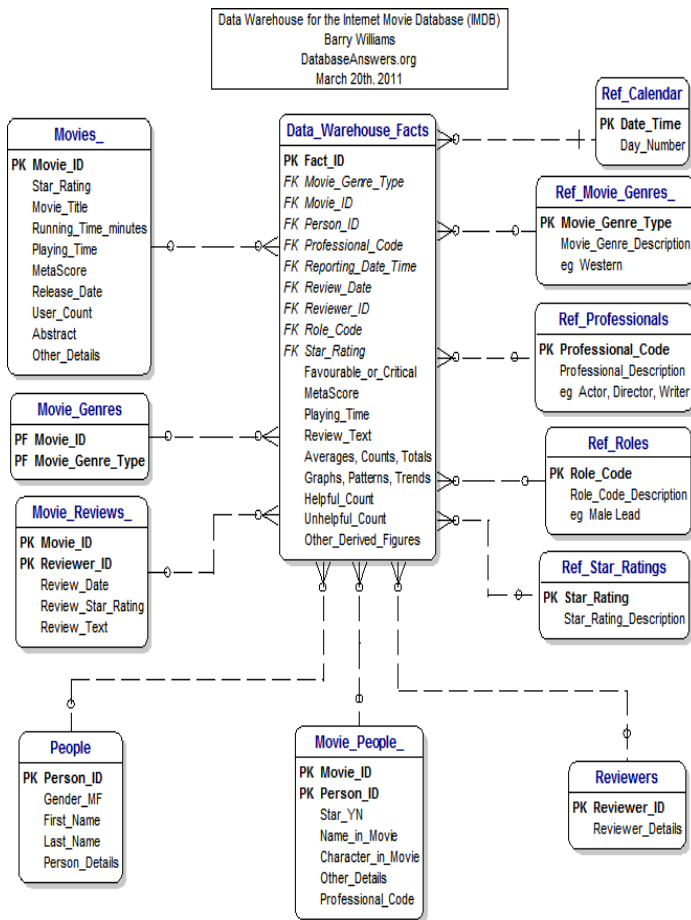 Data Warehouse for the Internet Movie Database (IMDB)
Barry Williams
DatabaseAnswers.org
March 20th. 2011
Movies_
PK Movie_ID
Star_Rating
Movie_Title
Running_Time_minutes
Playing_Time
MetaScore
Release_Date
User_Count
Abstract
Other_Details
Movie_Genres
PF Movie_ID
PF Movie_Genre_Type
Movie_Reviews_
PK Movie_ID
PK Reviewer_ID
Review_Date
Review_Star_Rating
Review_Text
Data_Warehouse_Facts
PK Fact_ID
FK Movie_Genre_Type
FK Movie_ID
FK Person_ID
FK Professional_Code
FK Reporting_Date_Time
FK Review_Date
FK Reviewer_ID
FK Role_Code
FK Star_Rating
Favourable_or_Critical
MetaScore
Playing_Time
Review_Text
Averages, Counts, Totals
Graphs, Patterns, Trends
Helpful_Count
Unhelpful_Count
Other_Derived_Figures
Ref_Calendar
PK Date_Time
Day_Number
Ref_Movie_Genres_
PK Movie_Genre_Type
Movie_Genre_Description
eg Western
Ref_Professionals
PK Professional_Code
Professional_Description
eg Actor, Director, Writer
Ref_Roles
PK Role_Code
Role_Code_Description
eg Male Lead
Ref_Star_Ratings
PK Star_Rating
Star_Rating_Description
People
PK Person_ID
Gender_MF
First_Name
Last_Name
Person_Details
Movie_People_
PK Movie_ID
PK Person_ID
Star_YN
Name_in_Movie
Character_in_Movie
Other_Details
Professional_Code
Reviewers
PK Reviewer_ID
Reviewer_Details